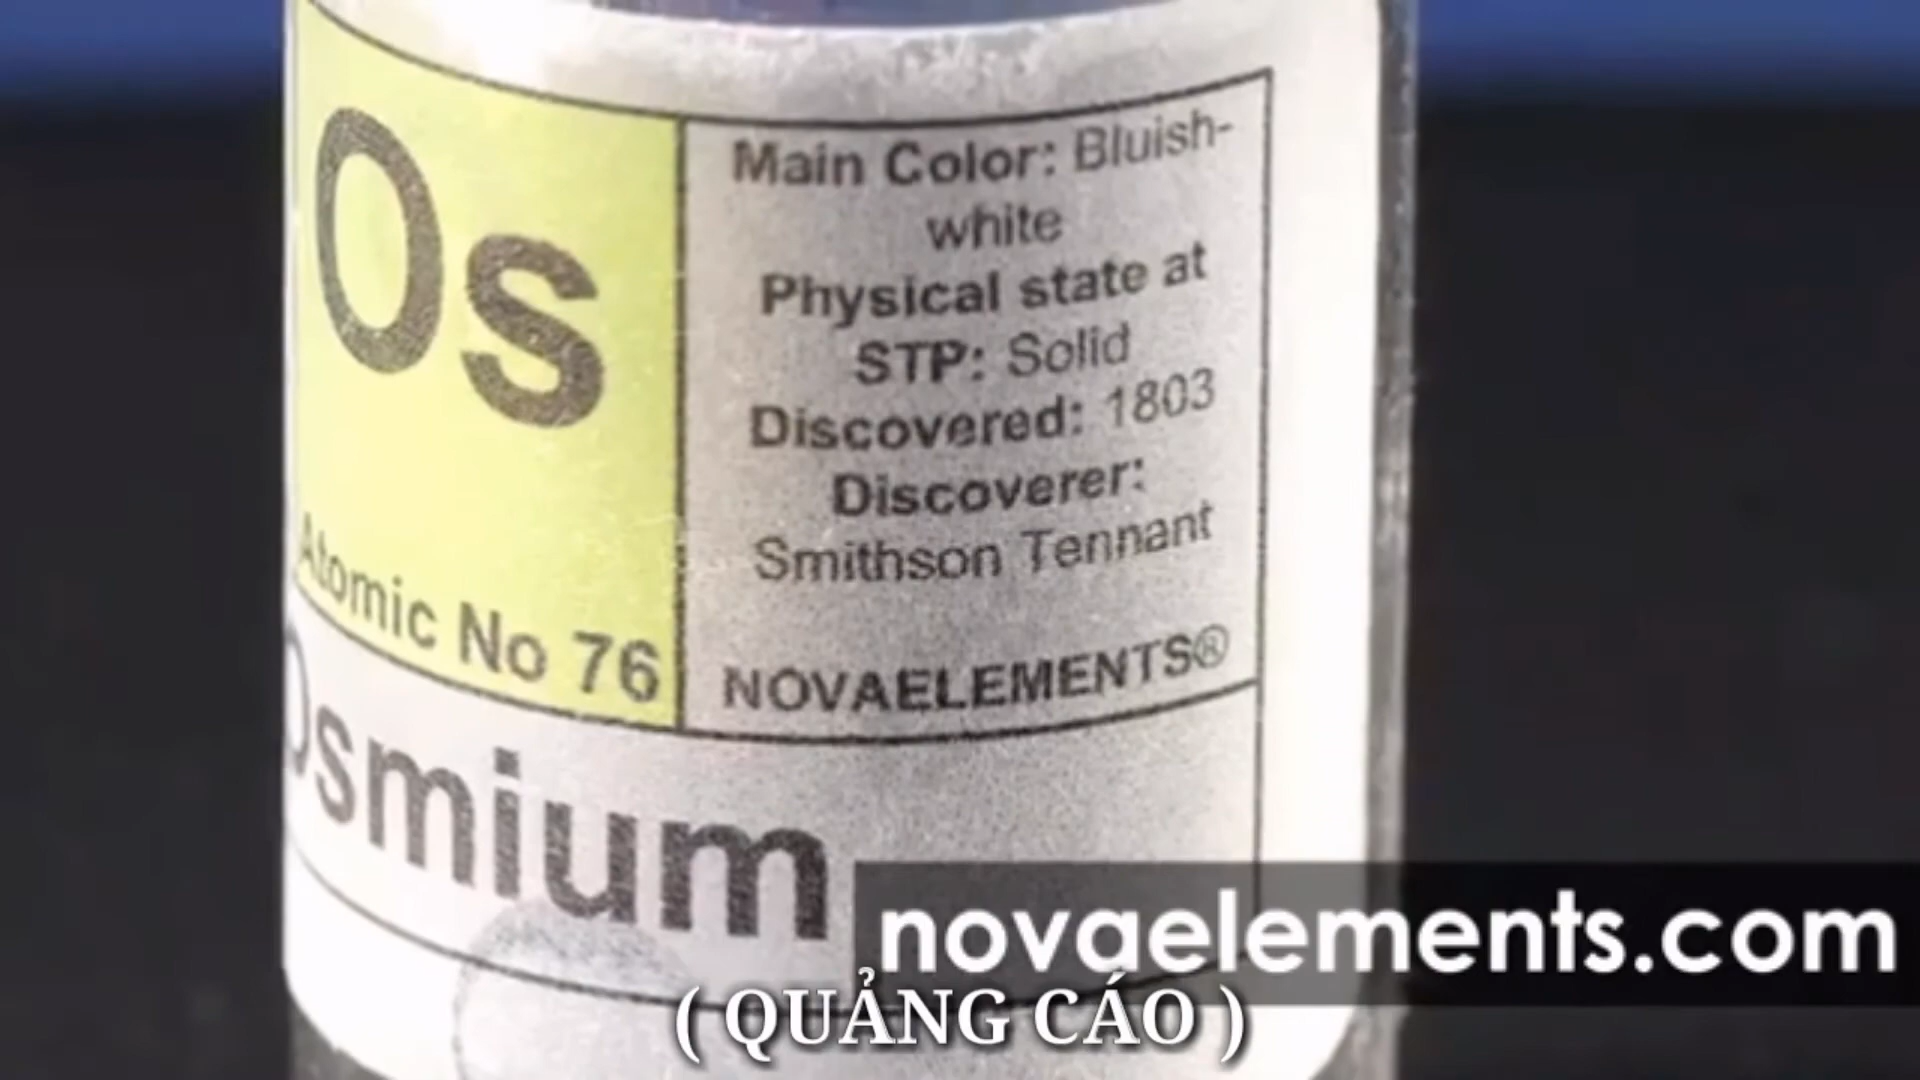 Os
Atomic No 76
Main Color: Bluish-
white
Physical state at
STP: Solid
Discovered: 1803
Discoverer:
Smithson Tennant
NOVAELEMENTS®
Osmium
novaelements.com
( QUẢNG CÁO )